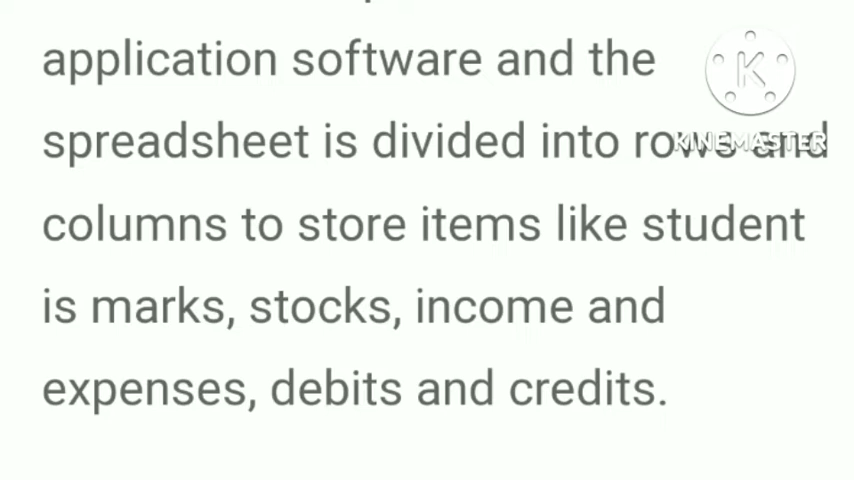 application software and the
spreadsheet is divided into rows and
columns to store items like student
is marks, stocks, income and
expenses, debits and credits.
K
KINEMASTER